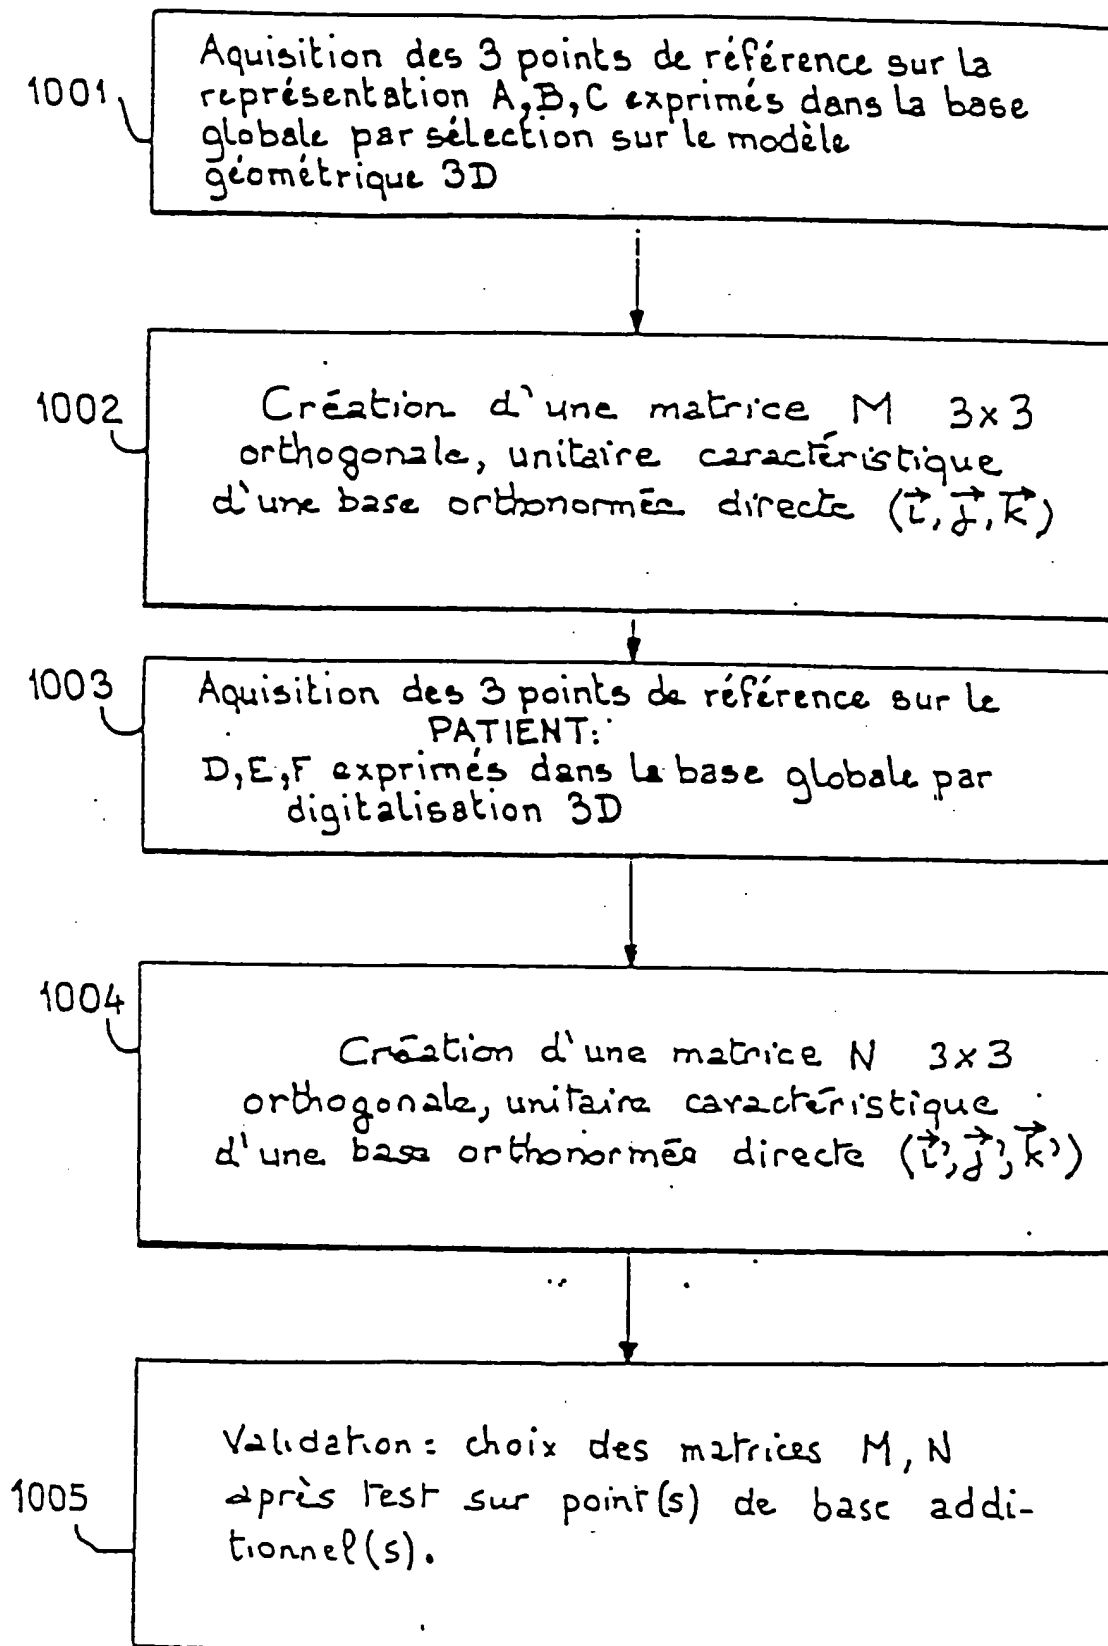 1001
Aquisition des 3 points de référence sur la
représentation A, B, C exprimés dans la base
globale par sélection sur le modèle
géométrique 3D
1002
Création d'une matrice M 3x3
orthogonale, unitaire caractéristique
d'une base orthonormée directe (i⃗, j⃗, k⃗)
1003
Aquisition des 3 points de référence sur le
PATIENT:
D, E, F exprimés dans la base globale par
digitalisation 3D
1004
Création d'une matrice N 3x3
orthogonale, unitaire caractéristique
d'une base orthonormée directe (i⃗', j⃗', k⃗')
1005
Validation : choix des matrices M, N
après test sur point(s) de base addi-
tionnel(s).